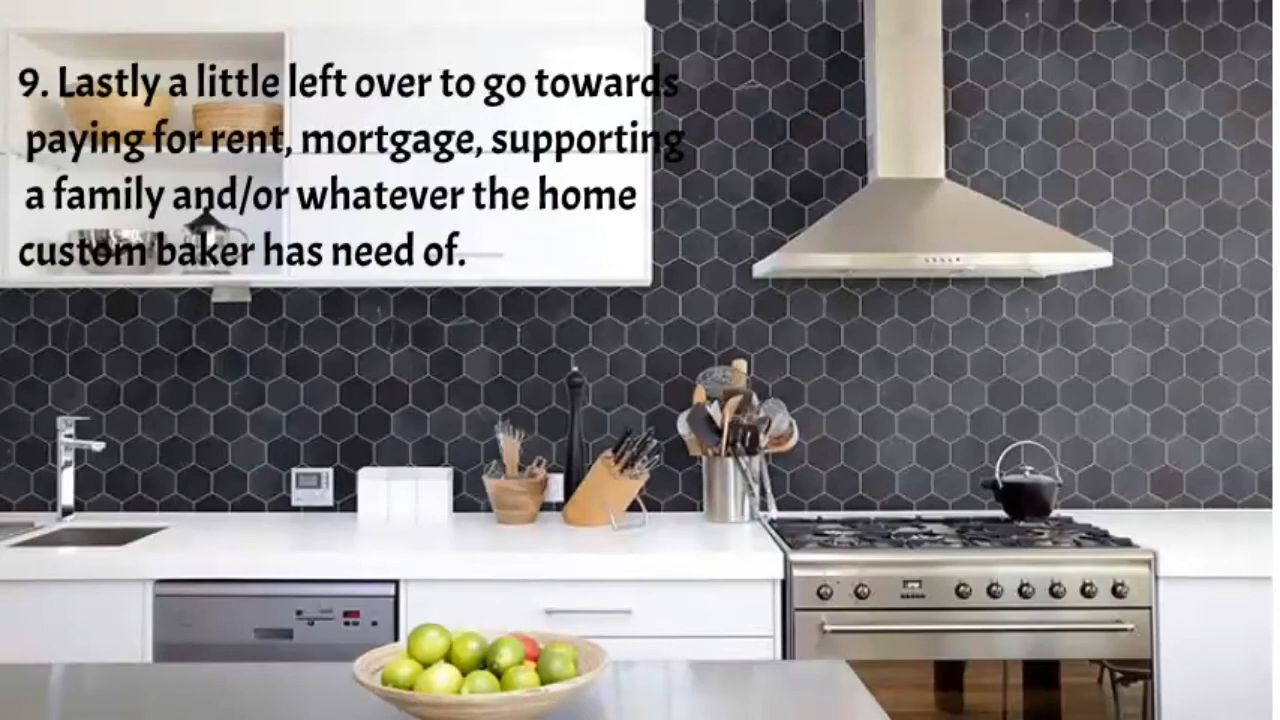 9. Lastly a little left over to go towards
paying for rent, mortgage, supporting
a family and/or whatever the home
custom baker has need of.